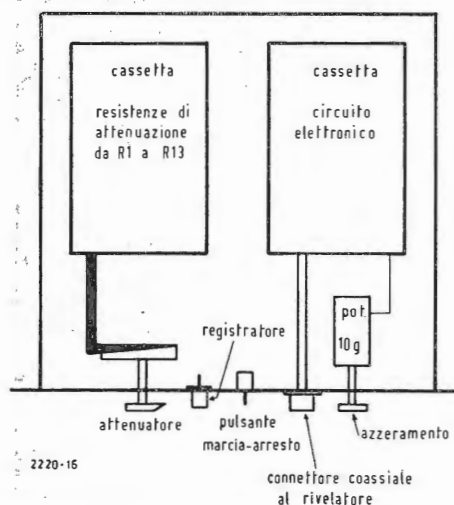 cassetta
resistenze di
attenuazione
da R1 a R13
cassetta
circuito
elettronico
pot.
10g
registratore
attenuatore
pulsante
marcia-arresto
azzeramento
connettore coassiale
al rivelatore
2220-16